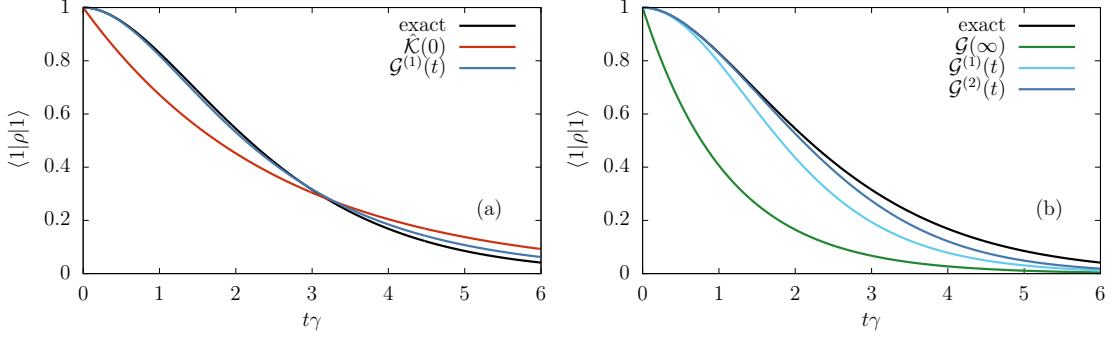 1
0.8
0.6
0.4
0.2
0
0 1 2 3 4 5 6
tγ
⟨1|ρ|1⟩
exact
𝒦̂(0)
𝒢⁽¹⁾(t)
(a)
1
0.8
0.6
0.4
0.2
0
0 1 2 3 4 5 6
tγ
⟨1|ρ|1⟩
exact
𝒢(∞)
𝒢⁽¹⁾(t)
𝒢⁽²⁾(t)
(b)